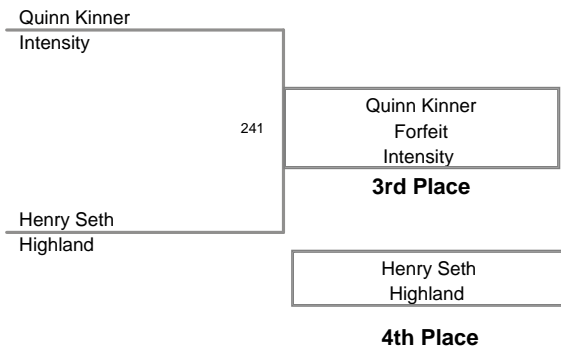 Quinn Kinner
Intensity
241
Quinn Kinner
Forfeit
Intensity
3rd Place
Henry Seth
Highland
Henry Seth
Highland
4th Place